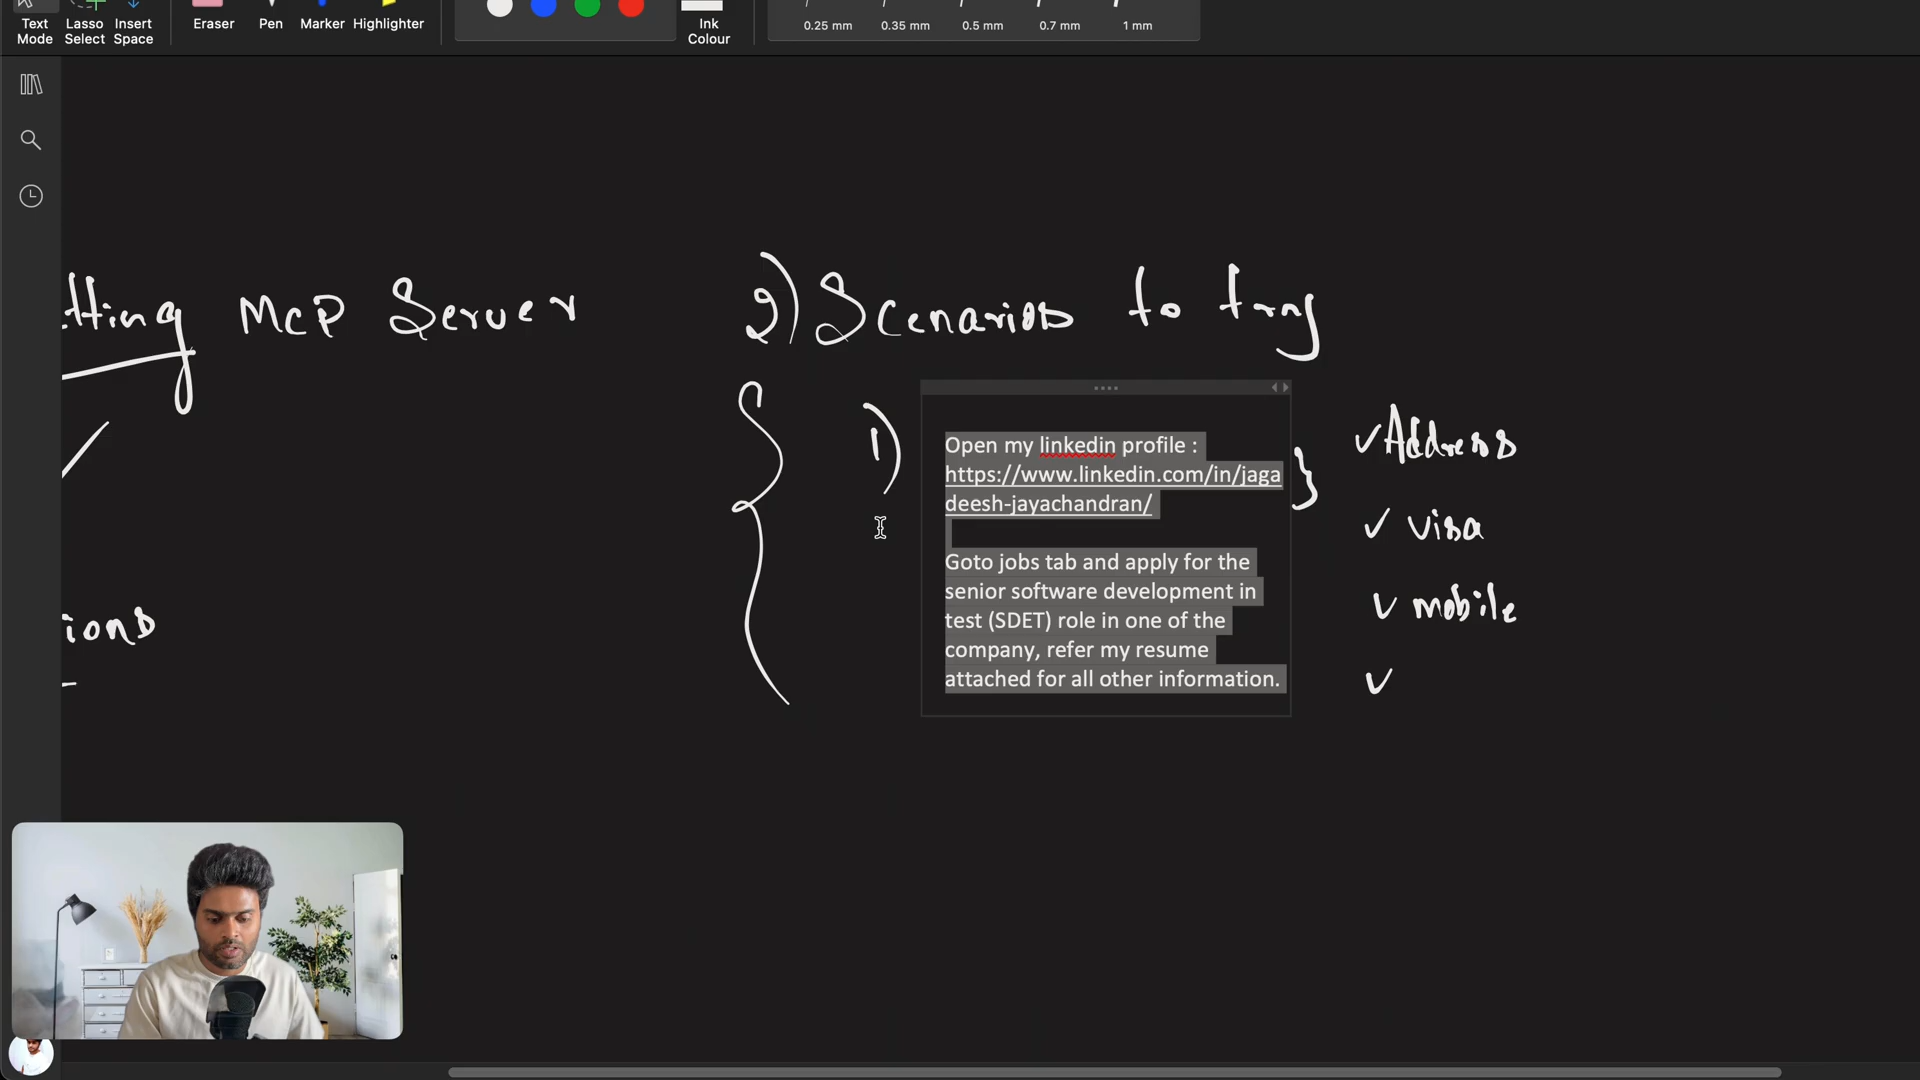 Text
Mode
Lasso
Select
Insert
Space
Eraser
Pen
Marker
Highlighter
Ink
Colour
0.25 mm
0.35 mm
0.5 mm
0.7 mm
1 mm
MCP Server
2) Scenarios to try
1)
Open my linkedin profile :
https://www.linkedin.com/in/jaga
deesh-jayachandran/
Goto jobs tab and apply for the
senior software development in
test (SDET) role in one of the
company, refer my resume
attached for all other information.
✓ Address
✓ visa
✓ mobile
✓